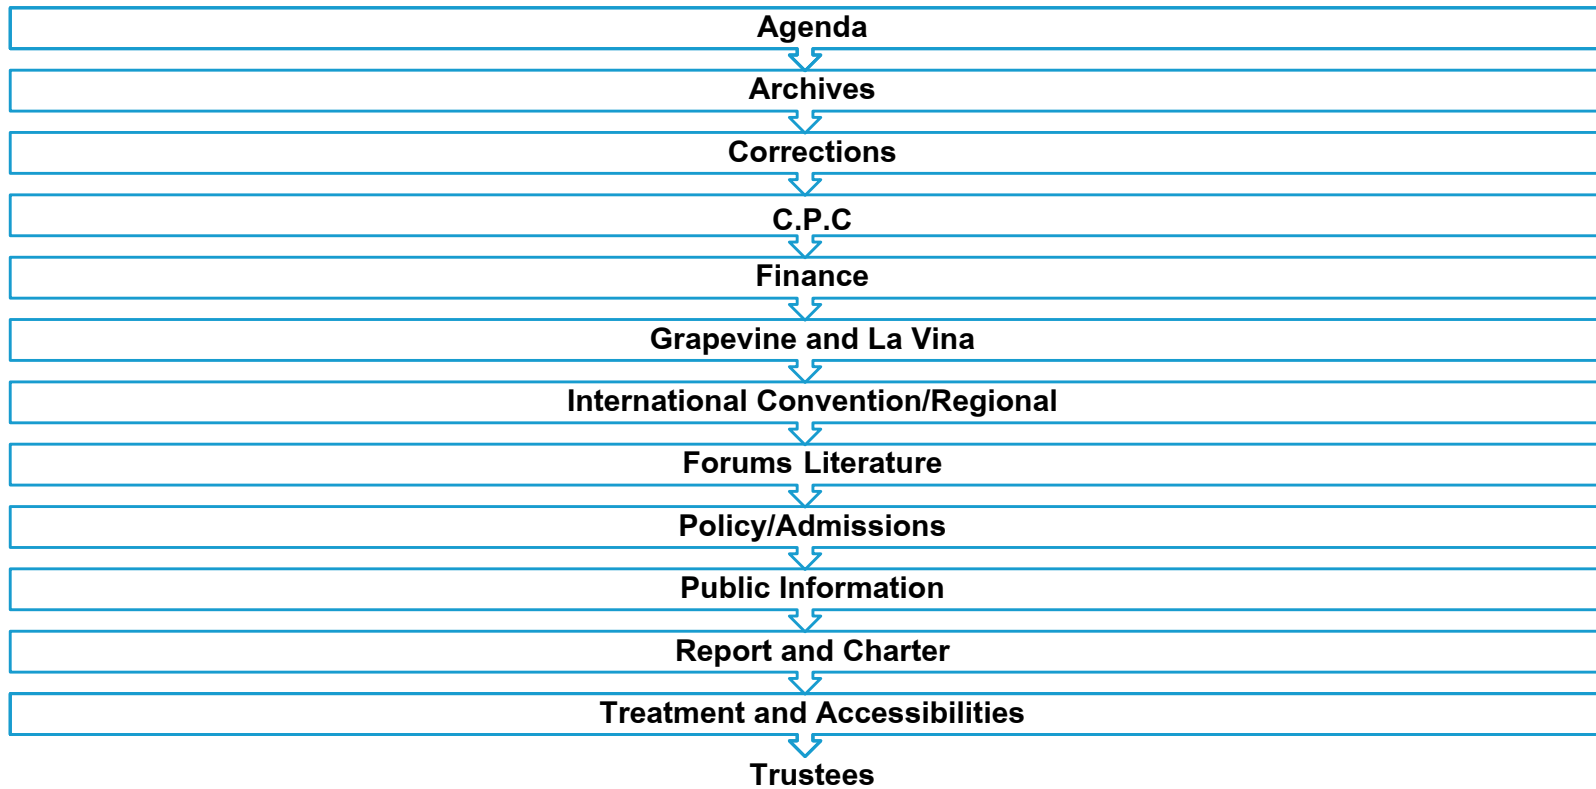 Agenda
Archives
Corrections
C.P.C
Finance
Grapevine and La Vina
International Convention/Regional
Forums Literature
Policy/Admissions
Public Information
Report and Charter
Treatment and Accessibilities
Trustees